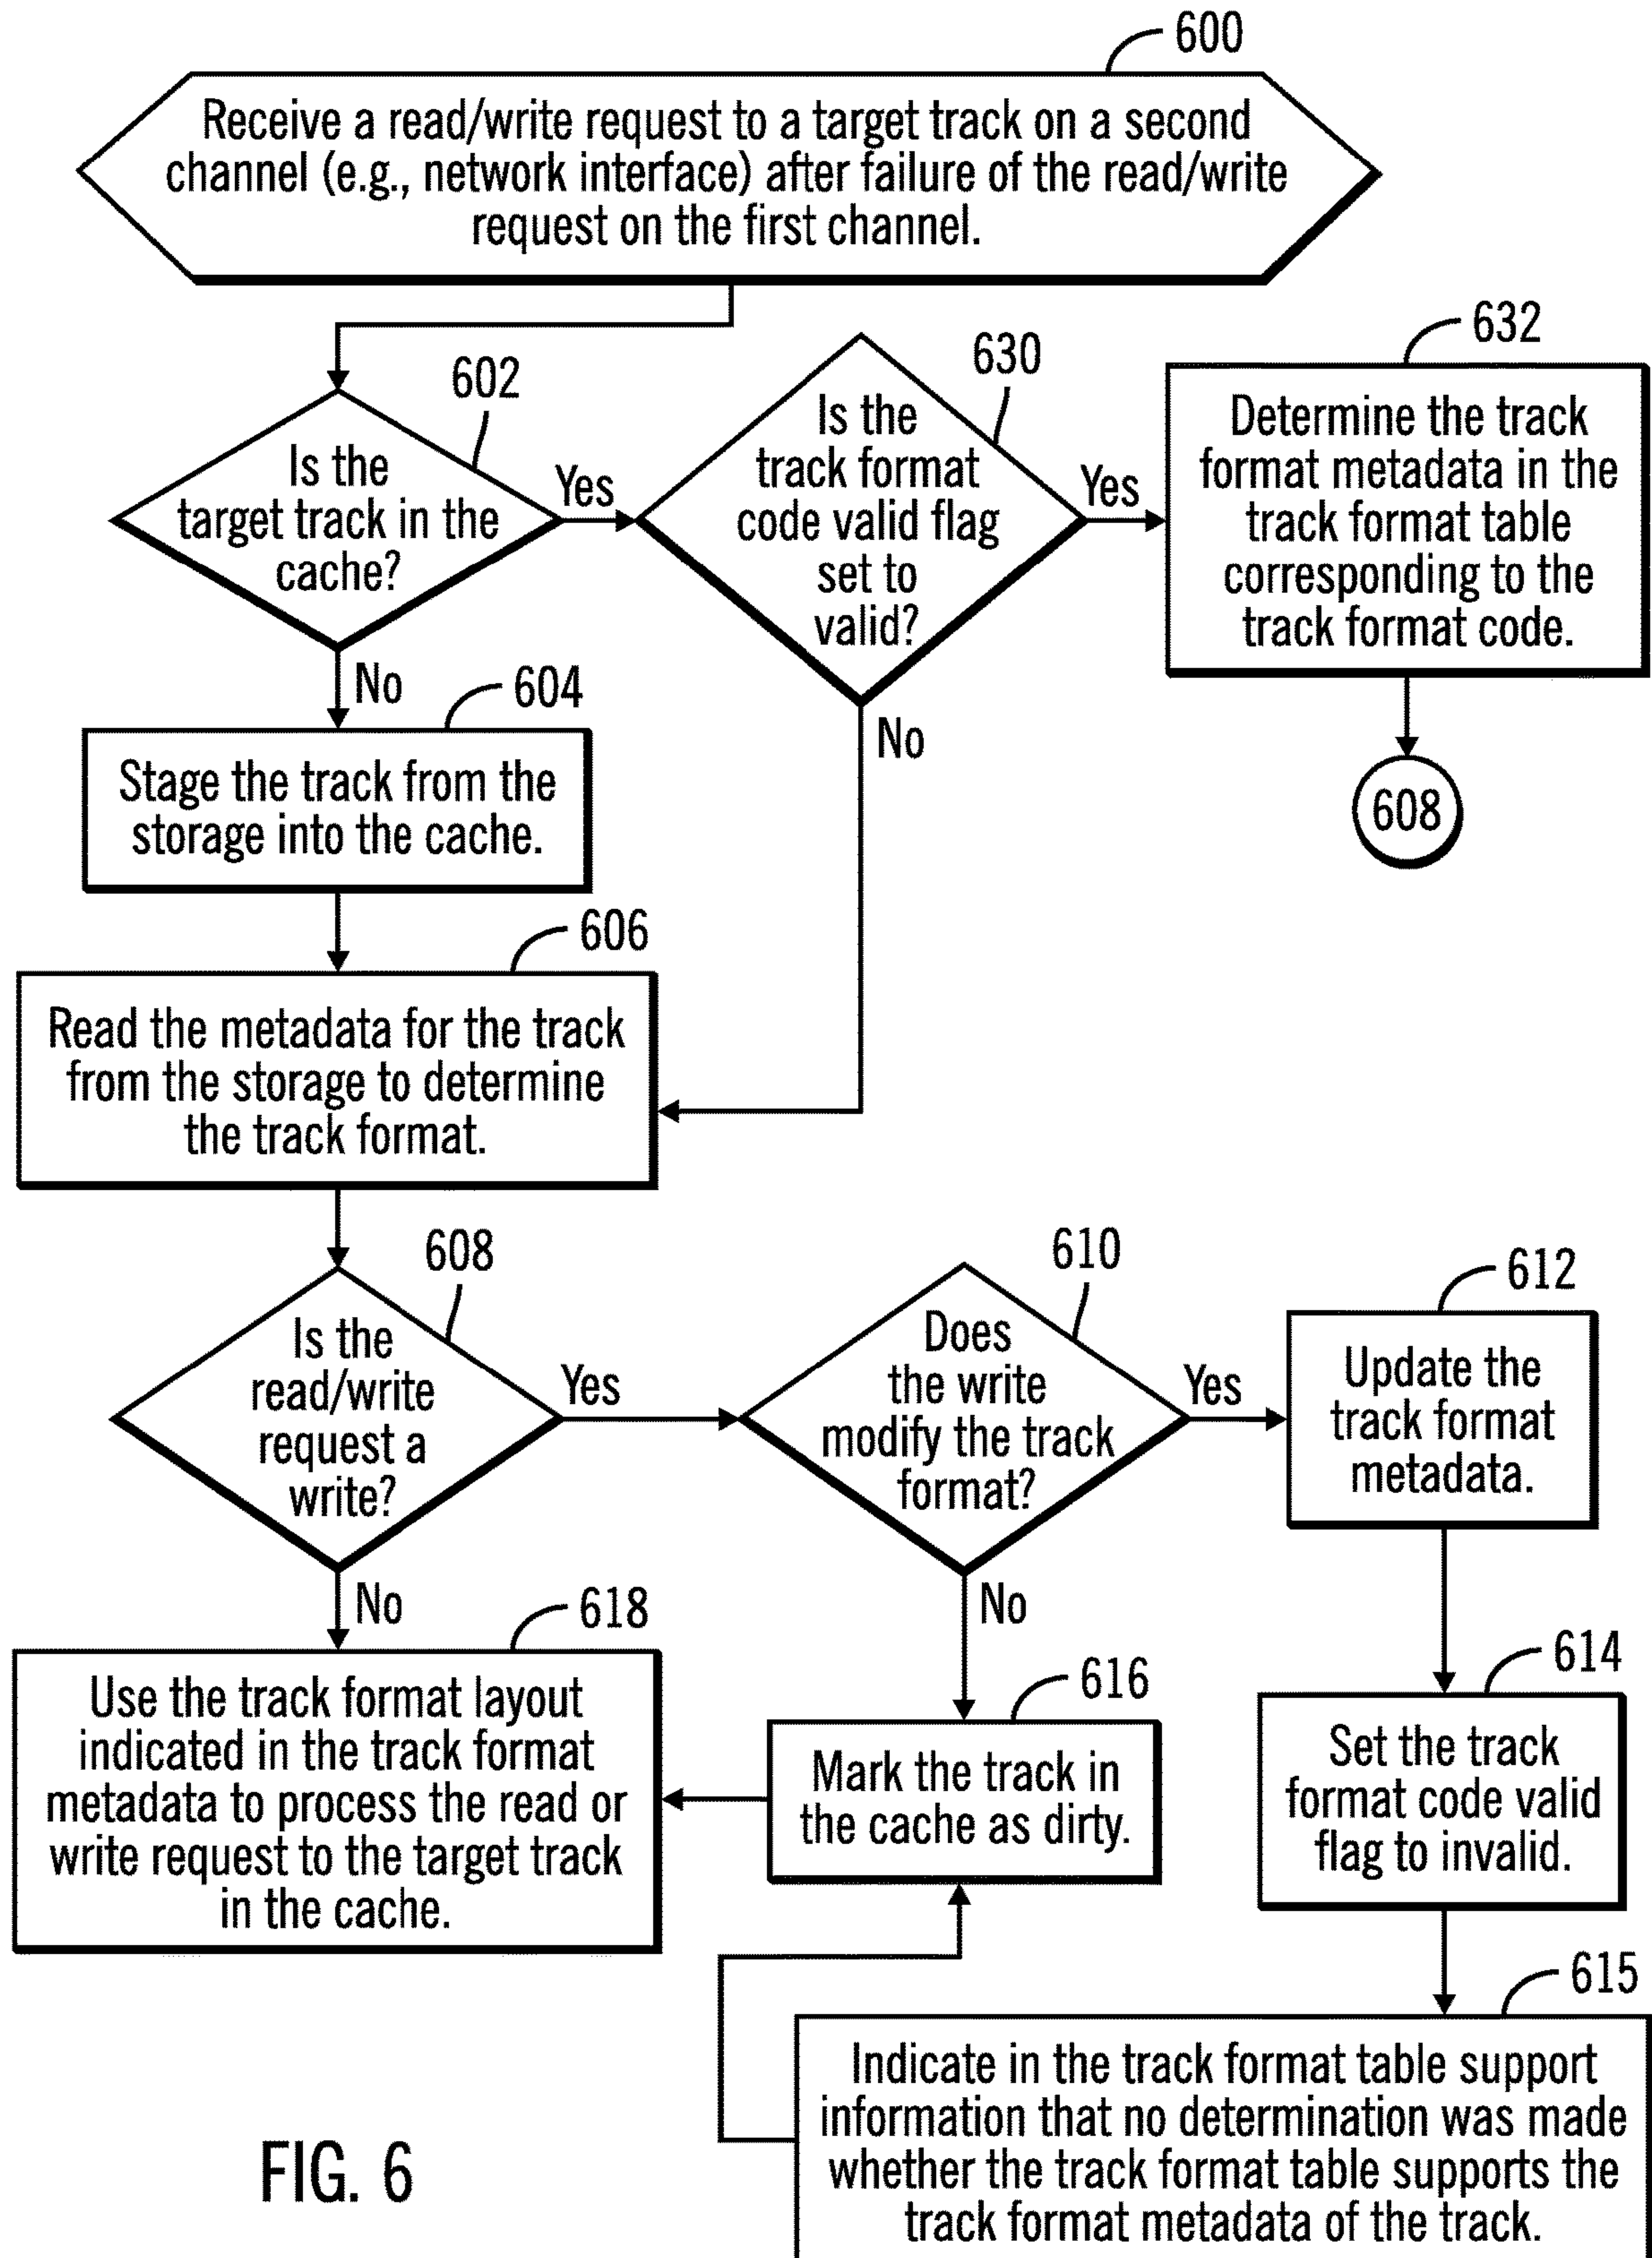 600
Receive a read/write request to a target track on a second
channel (e.g., network interface) after failure of the read/write
request on the first channel.
602
Is the
target track in the
cache?
Yes
No
630
Is the
track format
code valid flag
set to
valid?
Yes
No
632
Determine the track
format metadata in the
track format table
corresponding to the
track format code.
608
604
Stage the track from the
storage into the cache.
606
Read the metadata for the track
from the storage to determine
the track format.
608
Is the
read/write
request a
write?
Yes
No
610
Does
the write
modify the track
format?
Yes
No
612
Update the
track format
metadata.
618
Use the track format layout
indicated in the track format
metadata to process the read or
write request to the target track
in the cache.
616
Mark the track in
the cache as dirty.
614
Set the track
format code valid
flag to invalid.
615
Indicate in the track format table support
information that no determination was made
whether the track format table supports the
track format metadata of the track.
FIG. 6